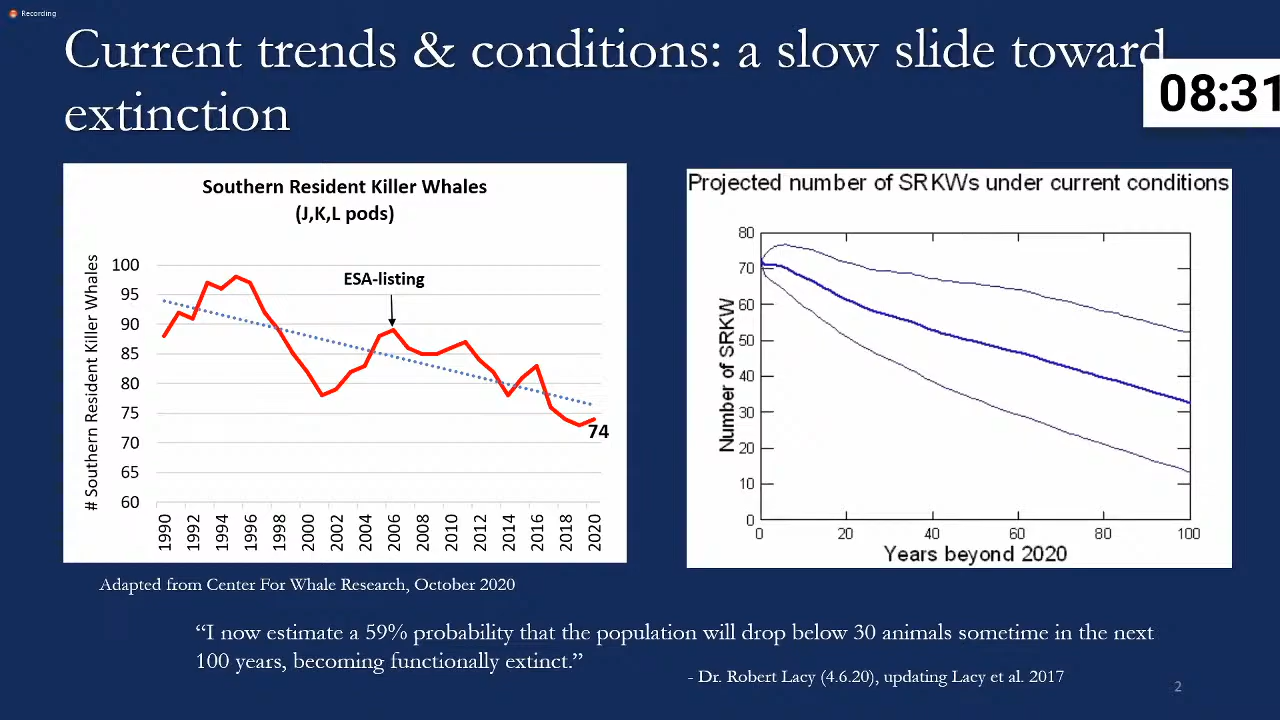 Recording
Current trends & conditions: a slow slide toward
extinction
08:31
Southern Resident Killer Whales
(J,K,L pods)
# Southern Resident Killer Whales
100
95
90
85
80
75
70
65
60
ESA-listing
74
1990
1992
1994
1996
1998
2000
2002
2004
2006
2008
2010
2012
2014
2016
2018
2020
Adapted from Center For Whale Research, October 2020
Projected number of SRKWs under current conditions
Number of SRKW
80
70
60
50
40
30
20
10
0
0 20 40 60 80 100
Years beyond 2020
“I now estimate a 59% probability that the population will drop below 30 animals sometime in the next
100 years, becoming functionally extinct.”
- Dr. Robert Lacy (4.6.20), updating Lacy et al. 2017
2